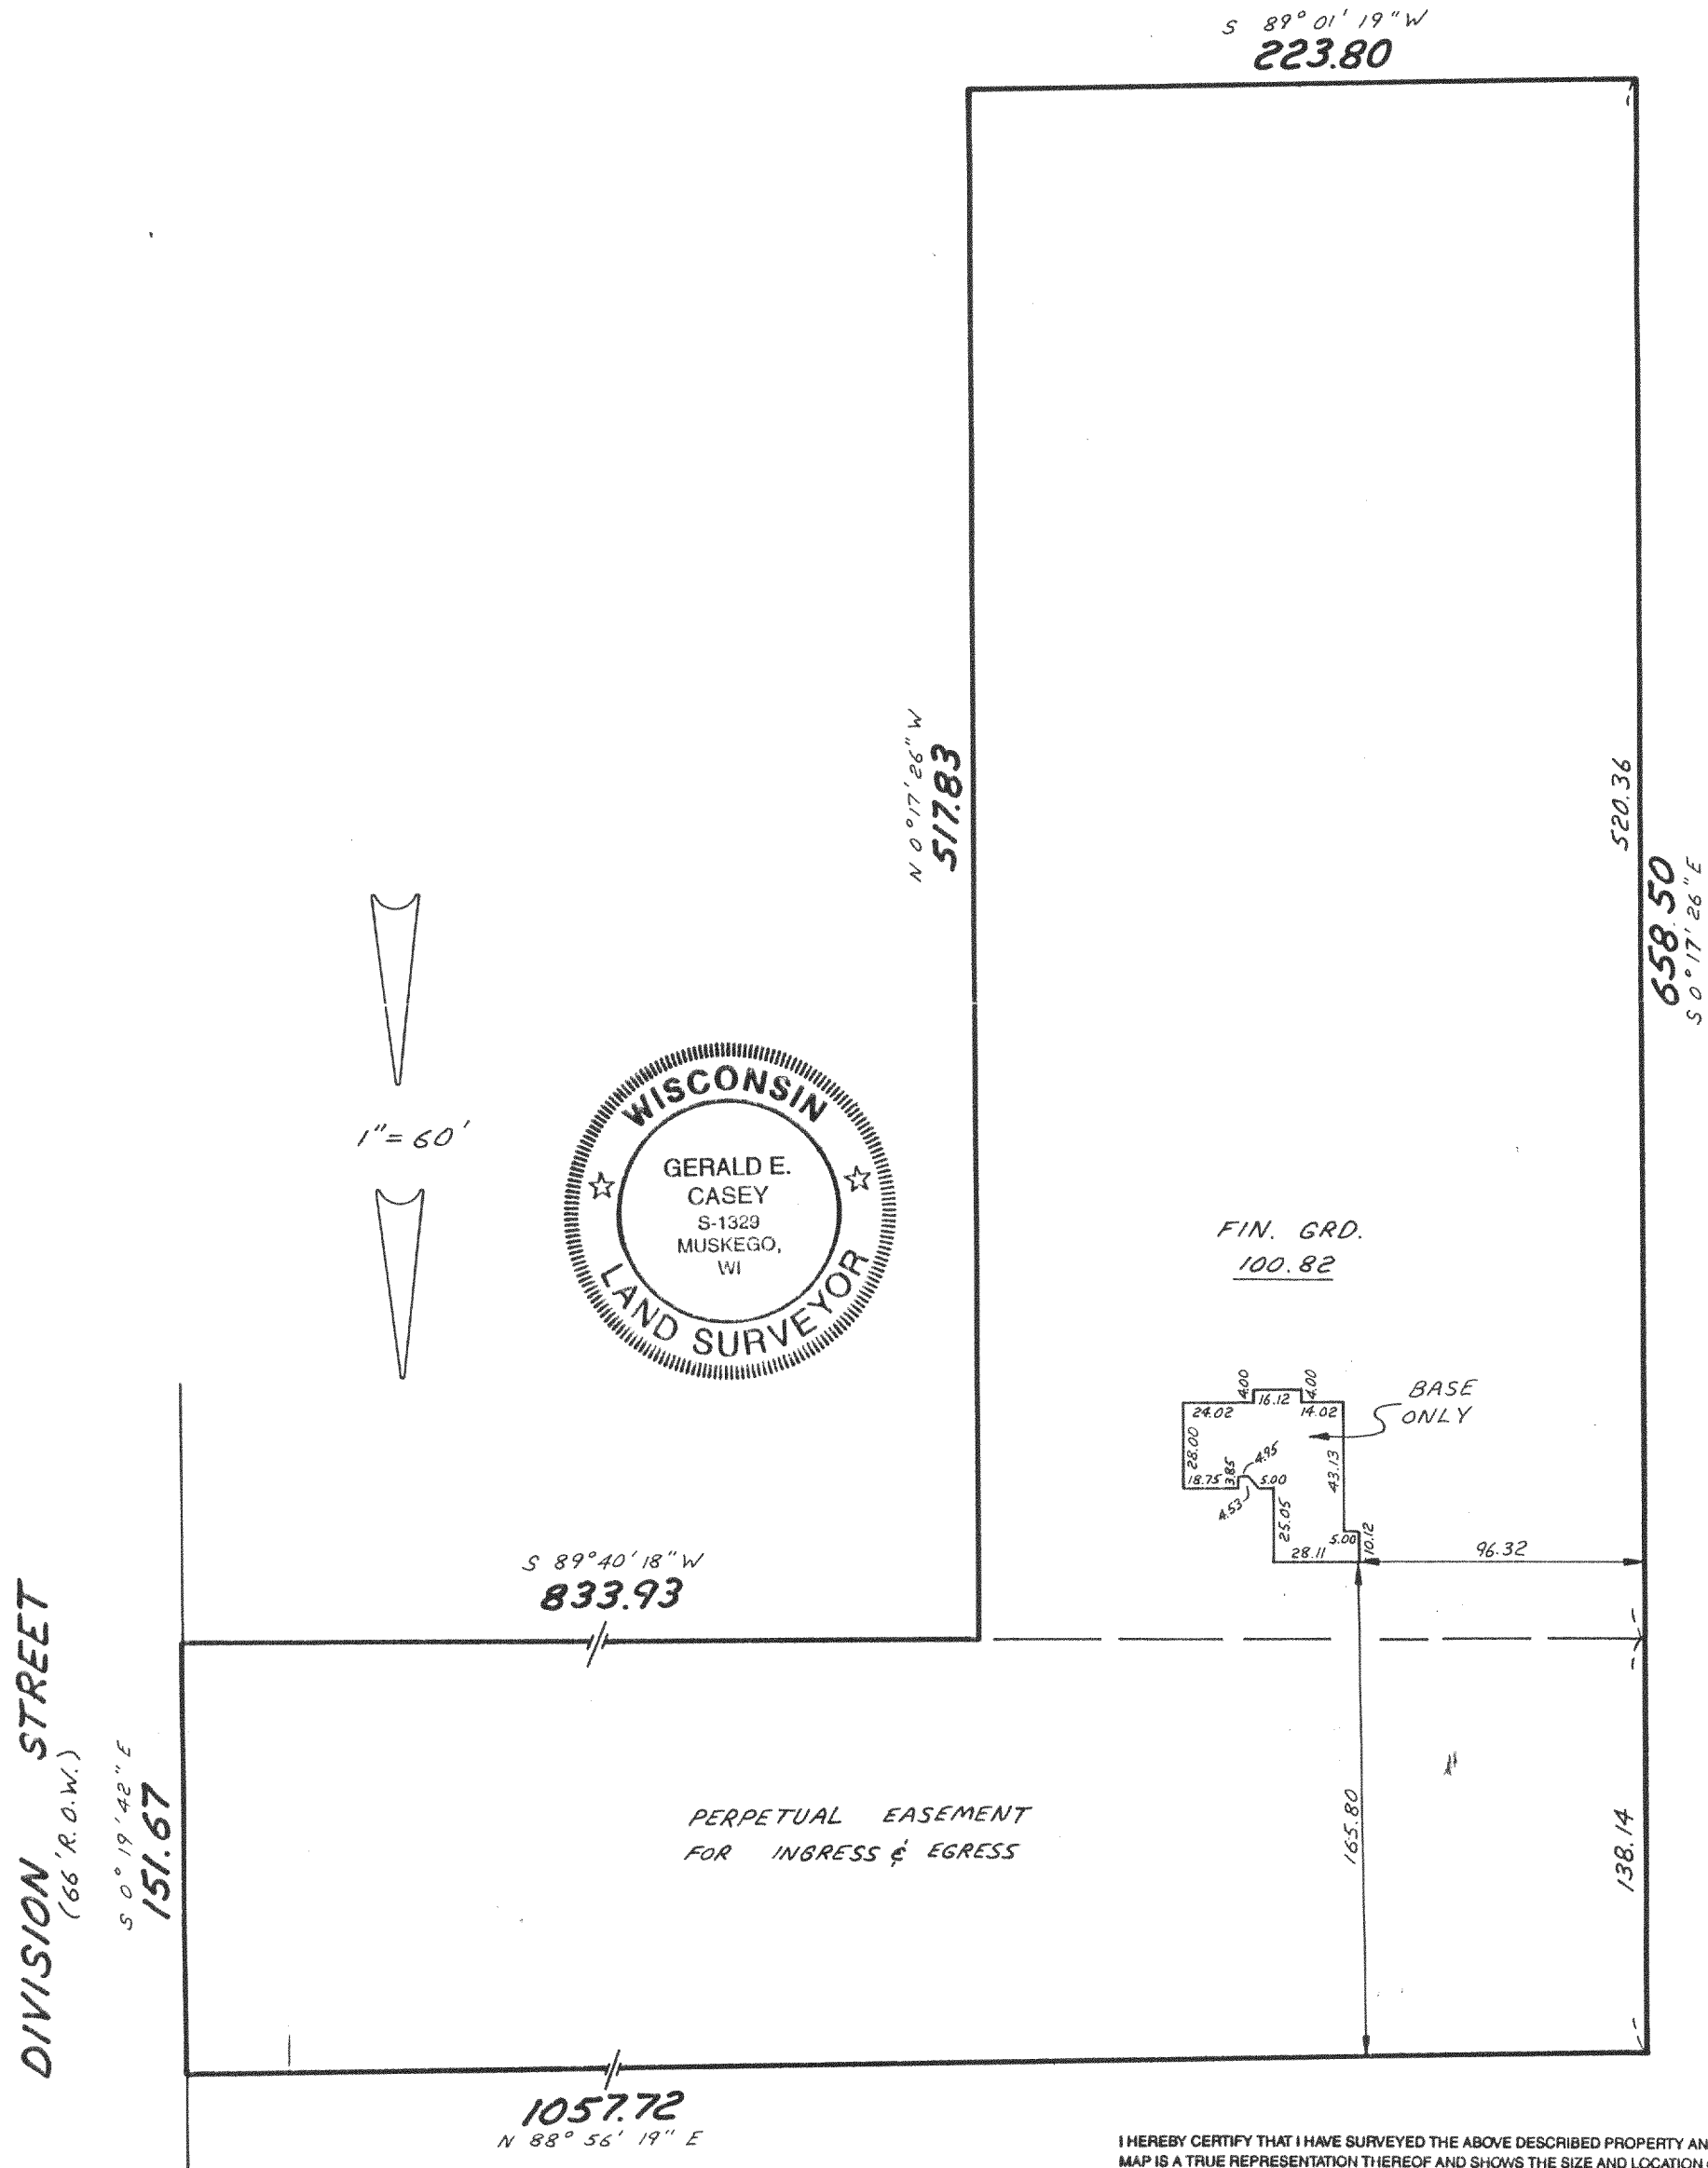 S 89° 01' 19" W
223.80
N 0° 17' 26" W
517.83
520.36
658.50
S 0° 17' 26" E
1" = 60'
WISCONSIN
GERALD E.
CASEY
S-1329
MUSKEGO,
WI
LAND SURVEYOR
FIN. GRD.
100.82
4.00
16.12
4.00
24.02
14.02
BASE
ONLY
28.00
43.13
18.75
3.85
4.95
5.00
4.53
25.05
5.00
10.12
28.11
96.32
S 89° 40' 18" W
833.93
DIVISION STREET
(66' R.O.W.)
S 0° 19' 42" E
151.67
PERPETUAL EASEMENT
FOR INGRESS & EGRESS
165.80
138.14
1057.72
N 88° 56' 19" E
I HEREBY CERTIFY THAT I HAVE SURVEYED THE ABOVE DESCRIBED PROPERTY AN
MAP IS A TRUE REPRESENTATION THEREOF AND SHOWS THE SIZE AND LOCATION